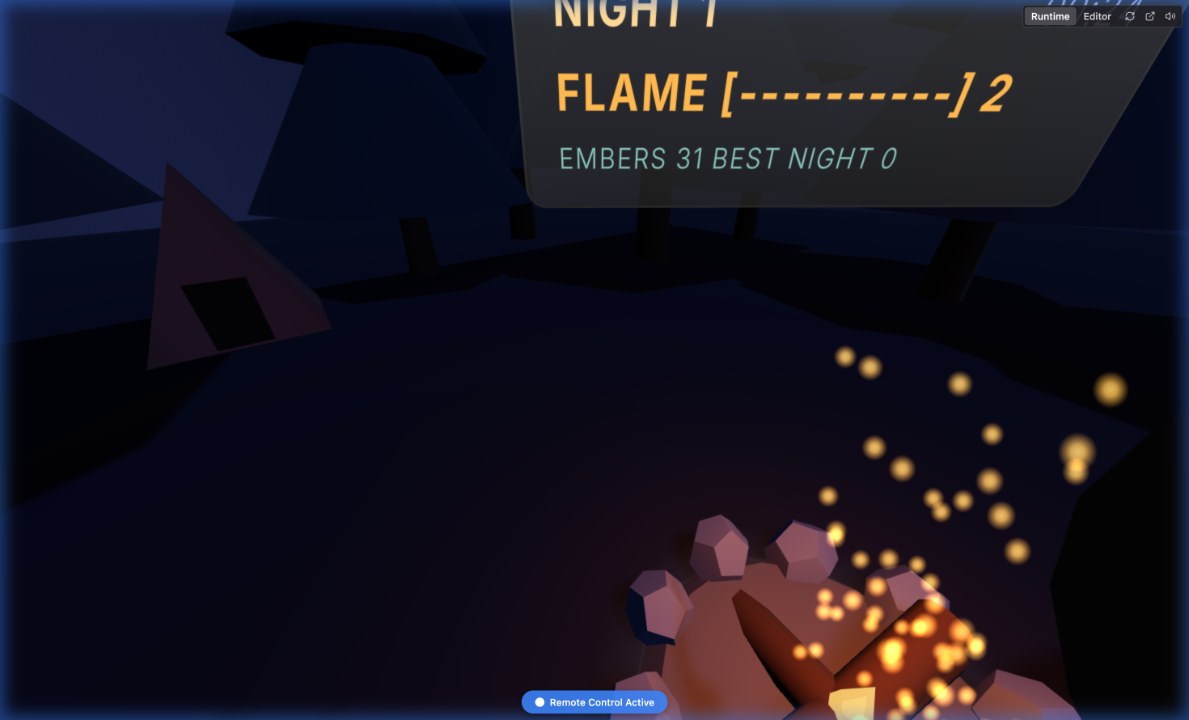 Runtime Editor
NIGHT 1
FLAME [----------] 2
EMBERS 31 BEST NIGHT 0
Remote Control Active